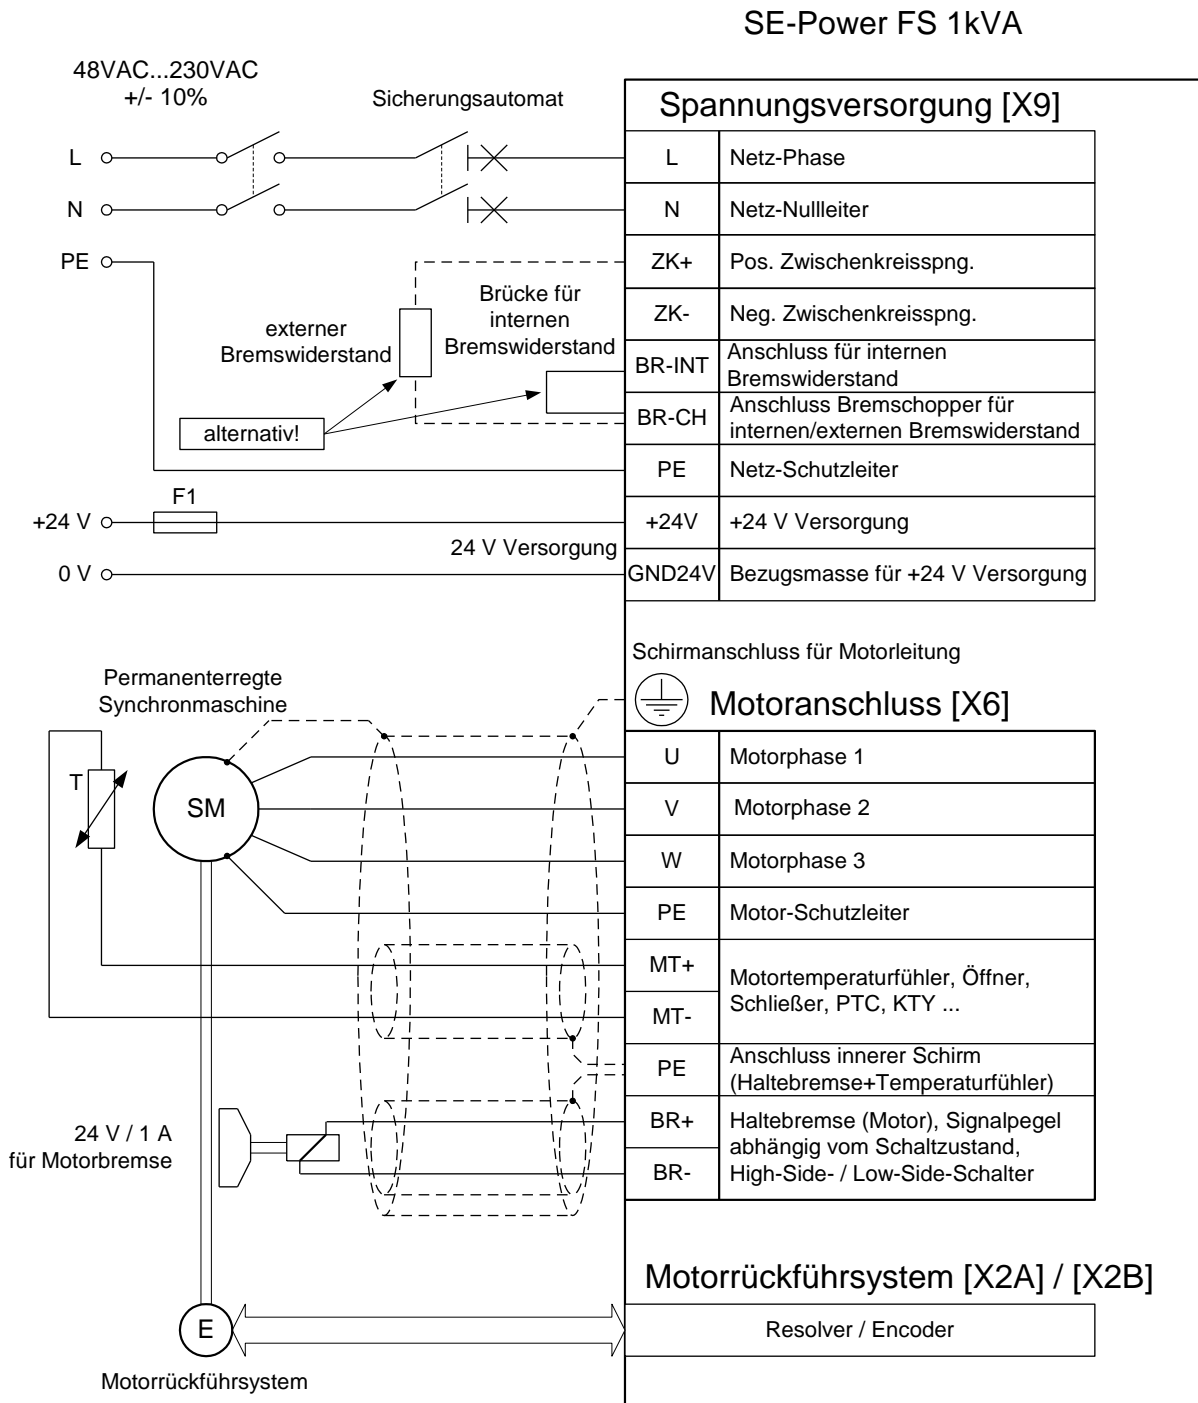 SE-Power FS 1kVA
48VAC...230VAC
+/- 10%
Sicherungsautomat
Spannungsversorgung [X9]
L
L
Netz-Phase
N
N
Netz-Nullleiter
PE
ZK+
Pos. Zwischenkreisspng.
Brücke für
internen
Bremswiderstand
externer
Bremswiderstand
ZK-
Neg. Zwischenkreisspng.
BR-INT
Anschluss für internen
Bremswiderstand
alternativ!
BR-CH
Anschluss Bremschopper für
internen/externen Bremswiderstand
PE
Netz-Schutzleiter
F1
+24 V
+24V
+24 V Versorgung
24 V Versorgung
0 V
GND24V
Bezugsmasse für +24 V Versorgung
Schirmanschluss für Motorleitung
Permanenterregte
Synchronmaschine
Motoranschluss [X6]
U
Motorphase 1
T
SM
V
Motorphase 2
W
Motorphase 3
PE
Motor-Schutzleiter
MT+
MT-
Motortemperaturfühler, Öffner,
Schließer, PTC, KTY ...
PE
Anschluss innerer Schirm
(Haltebremse+Temperaturfühler)
24 V / 1 A
für Motorbremse
BR+
BR-
Haltebremse (Motor), Signalpegel
abhängig vom Schaltzustand,
High-Side- / Low-Side-Schalter
Motorrückführsystem [X2A] / [X2B]
E
Resolver / Encoder
Motorrückführsystem